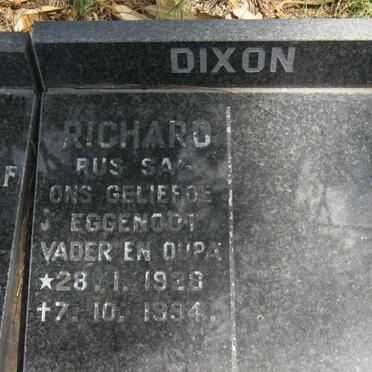 DIXON
RICHARD
RUS SAG
ONS GELIEFDE
EGGENOOT
VADER EN OUPA
★28.1.1928
✝7.10.1994.
F